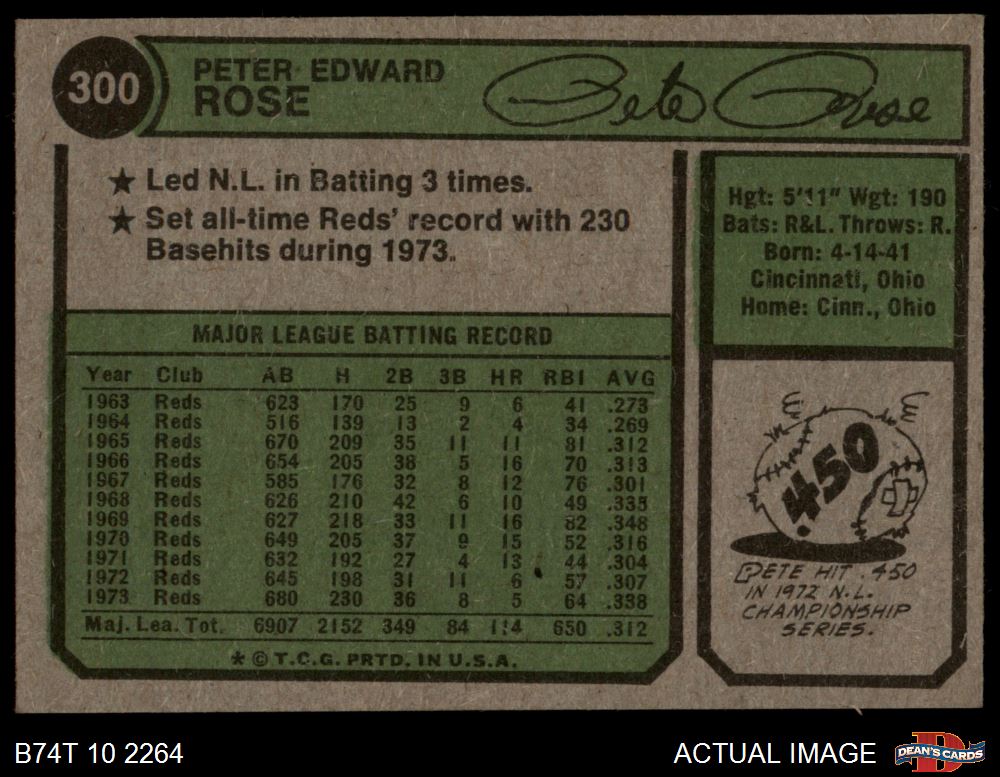 300
PETER EDWARD
ROSE
Pete Rose
★ Led N.L. in Batting 3 times.
★ Set all-time Reds' record with 230
Basehits during 1973.
MAJOR LEAGUE BATTING RECORD
Year Club AB H 2B 3B HR RBI AVG
1963 Reds 623 170 25 9 6 41 .273
1964 Reds 516 139 13 2 4 34 .269
1965 Reds 670 209 35 11 11 81 .312
1966 Reds 654 205 38 5 16 70 .313
1967 Reds 585 176 32 8 12 76 .301
1968 Reds 626 210 42 6 10 49 .335
1969 Reds 627 218 33 11 16 82 .348
1970 Reds 649 205 37 9 15 52 .316
1971 Reds 632 192 27 4 13 44 .304
1972 Reds 645 198 31 11 6 57 .307
1973 Reds 680 230 36 8 5 64 .338
Maj. Lea. Tot. 6907 2152 349 84 114 650 .312
* © T.C.G. PRTD. IN U.S.A.
Hgt: 5'11" Wgt: 190
Bats: R&L. Throws: R.
Born: 4-14-41
Cincinnati, Ohio
Home: Cinn., Ohio
.450
PETE HIT .450
IN 1972 N.L.
CHAMPIONSHIP
SERIES.
B74T 10 2264
ACTUAL IMAGE
D
DEAN'S CARDS